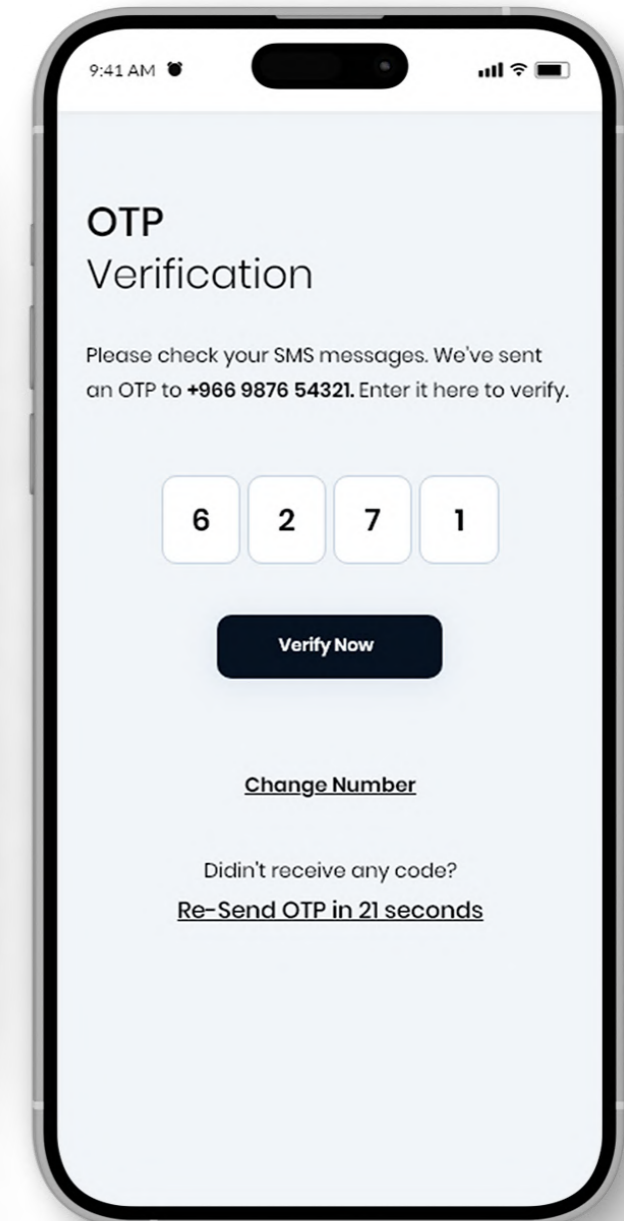 9:41 AM
OTP
Verification
Please check your SMS messages. We've sent
an OTP to +966 9876 54321. Enter it here to verify.
6 2 7 1
Verify Now
Change Number
Didin't receive any code?
Re-Send OTP in 21 seconds